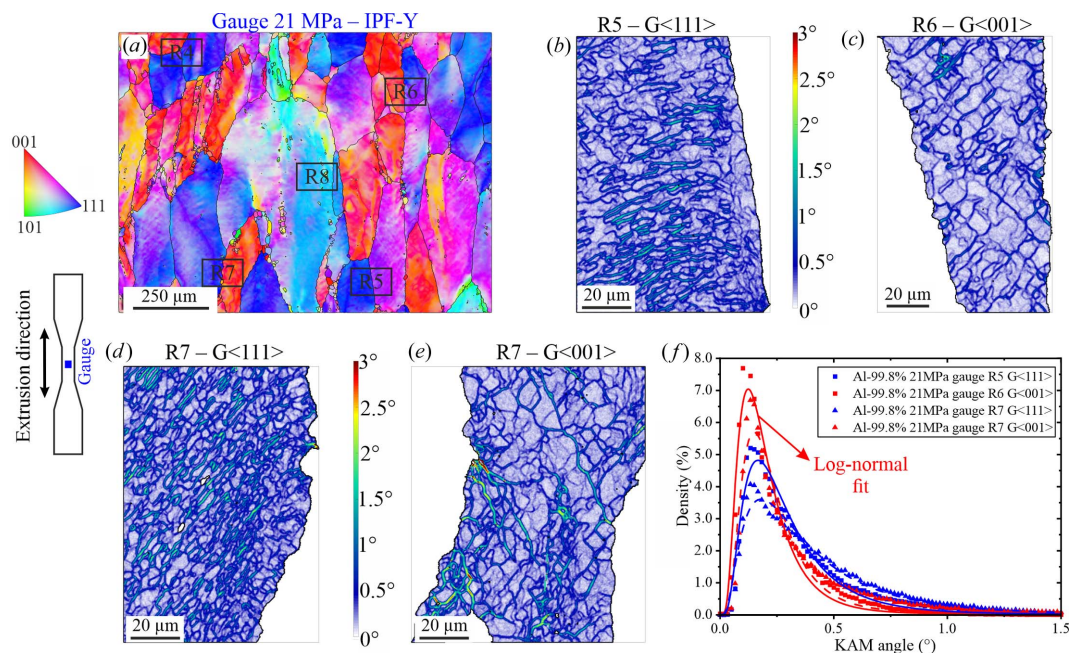 Gauge 21 MPa – IPF-Y
(a)
R4
R6
R8
R7
R5
250 μm
001
111
101
Extrusion direction
Gauge
(b)
R5 – G<111>
20 μm
3°
2.5°
2°
1.5°
1°
0.5°
0°
(c)
R6 – G<001>
20 μm
(d)
R7 – G<111>
20 μm
3°
2.5°
2°
1.5°
1°
0.5°
0°
(e)
R7 – G<001>
20 μm
(f)
8.0
7.0
6.0
5.0
4.0
3.0
2.0
1.0
0.0
Density (%)
Al-99.8% 21MPa gauge R5 G<111>
Al-99.8% 21MPa gauge R6 G<001>
Al-99.8% 21MPa gauge R7 G<111>
Al-99.8% 21MPa gauge R7 G<001>
Log-normal
fit
0.0
0.5
1.0
1.5
KAM angle (°)